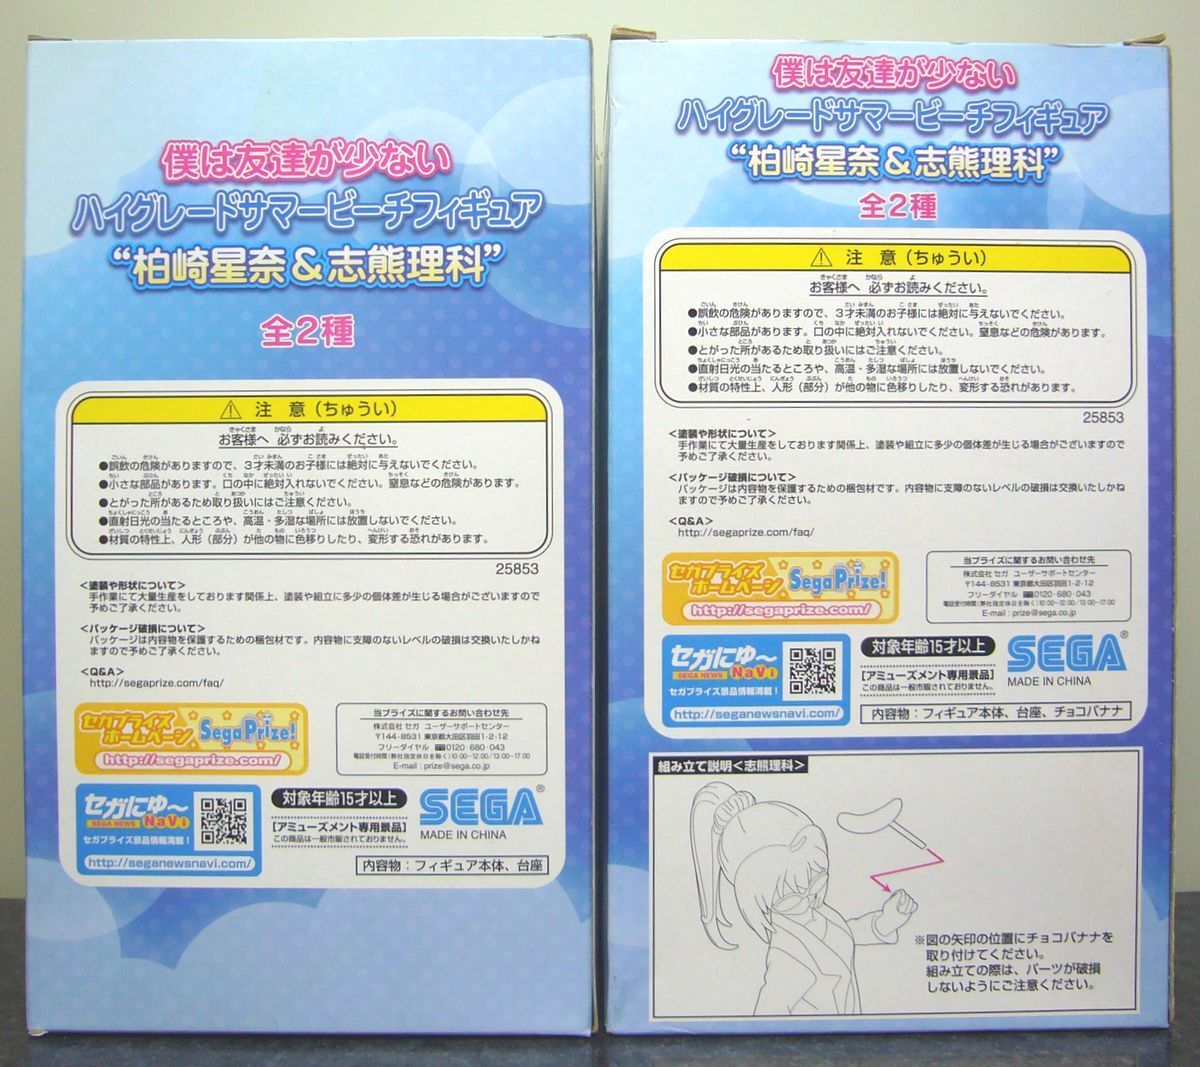 僕は友達が少ない
ハイグレードサマービーチフィギュア
“柏崎星奈＆志熊理科”
全2種
⚠ 注 意（ちゅうい）
お客様へ 必ずお読みください。
●誤飲の危険がありますので、3才未満のお子様には絶対に与えないでください。
●小さな部品があります。口の中に絶対入れないでください。窒息などの危険があります。
●とがった所があるため取り扱いにはご注意ください。
●直射日光の当たるところや、高温・多湿な場所には放置しないでください。
●材質の特性上、人形（部分）が他の物に色移りしたり、変形する恐れがあります。
25853
＜塗装や形状について＞
手作業にて大量生産をしております関係上、塗装や組立に多少の個体差が生じる場合がございますので
予めご了承ください。
＜パッケージ破損について＞
パッケージは内容物を保護するための梱包材です。内容物に支障のないレベルの破損は交換いたしかね
ますので予めご了承ください。
＜Q&A＞
http://segaprize.com/faq/
セガプライズ
ホームページ
SegaPrize!
http://segaprize.com/
当プライズに関するお問い合わせ先
株式会社 セガ ユーザーサポートセンター
〒144-8531 東京都大田区羽田1-2-12
フリーダイヤル 0120-680-043
電話受付時間（弊社指定休日を除く）10:00-12:00／13:00-17:00
E-mail : prize@sega.co.jp
セガにゅ～
SEGA NEWS NaVi
セガプライズ景品情報満載！
http://seganewsnavi.com/
対象年齢15才以上
【アミューズメント専用景品】
この商品は一般市販されておりません。
SEGA®
MADE IN CHINA
内容物：フィギュア本体、台座
僕は友達が少ない
ハイグレードサマービーチフィギュア
“柏崎星奈＆志熊理科”
全2種
⚠ 注 意（ちゅうい）
お客様へ 必ずお読みください。
●誤飲の危険がありますので、3才未満のお子様には絶対に与えないでください。
●小さな部品があります。口の中に絶対入れないでください。窒息などの危険があります。
●とがった所があるため取り扱いにはご注意ください。
●直射日光の当たるところや、高温・多湿な場所には放置しないでください。
●材質の特性上、人形（部分）が他の物に色移りしたり、変形する恐れがあります。
25853
＜塗装や形状について＞
手作業にて大量生産をしております関係上、塗装や組立に多少の個体差が生じる場合がございますので
予めご了承ください。
＜パッケージ破損について＞
パッケージは内容物を保護するための梱包材です。内容物に支障のないレベルの破損は交換いたしかね
ますので予めご了承ください。
＜Q&A＞
http://segaprize.com/faq/
セガプライズ
ホームページ
SegaPrize!
http://segaprize.com/
当プライズに関するお問い合わせ先
株式会社 セガ ユーザーサポートセンター
〒144-8531 東京都大田区羽田1-2-12
フリーダイヤル 0120-680-043
電話受付時間（弊社指定休日を除く）10:00-12:00／13:00-17:00
E-mail : prize@sega.co.jp
セガにゅ～
SEGA NEWS NaVi
セガプライズ景品情報満載！
http://seganewsnavi.com/
対象年齢15才以上
【アミューズメント専用景品】
この商品は一般市販されておりません。
SEGA®
MADE IN CHINA
内容物：フィギュア本体、台座、チョコバナナ
組み立て説明＜志熊理科＞
※図の矢印の位置にチョコバナナを
取り付けてください。
組み立ての際は、パーツが破損
しないようにご注意ください。